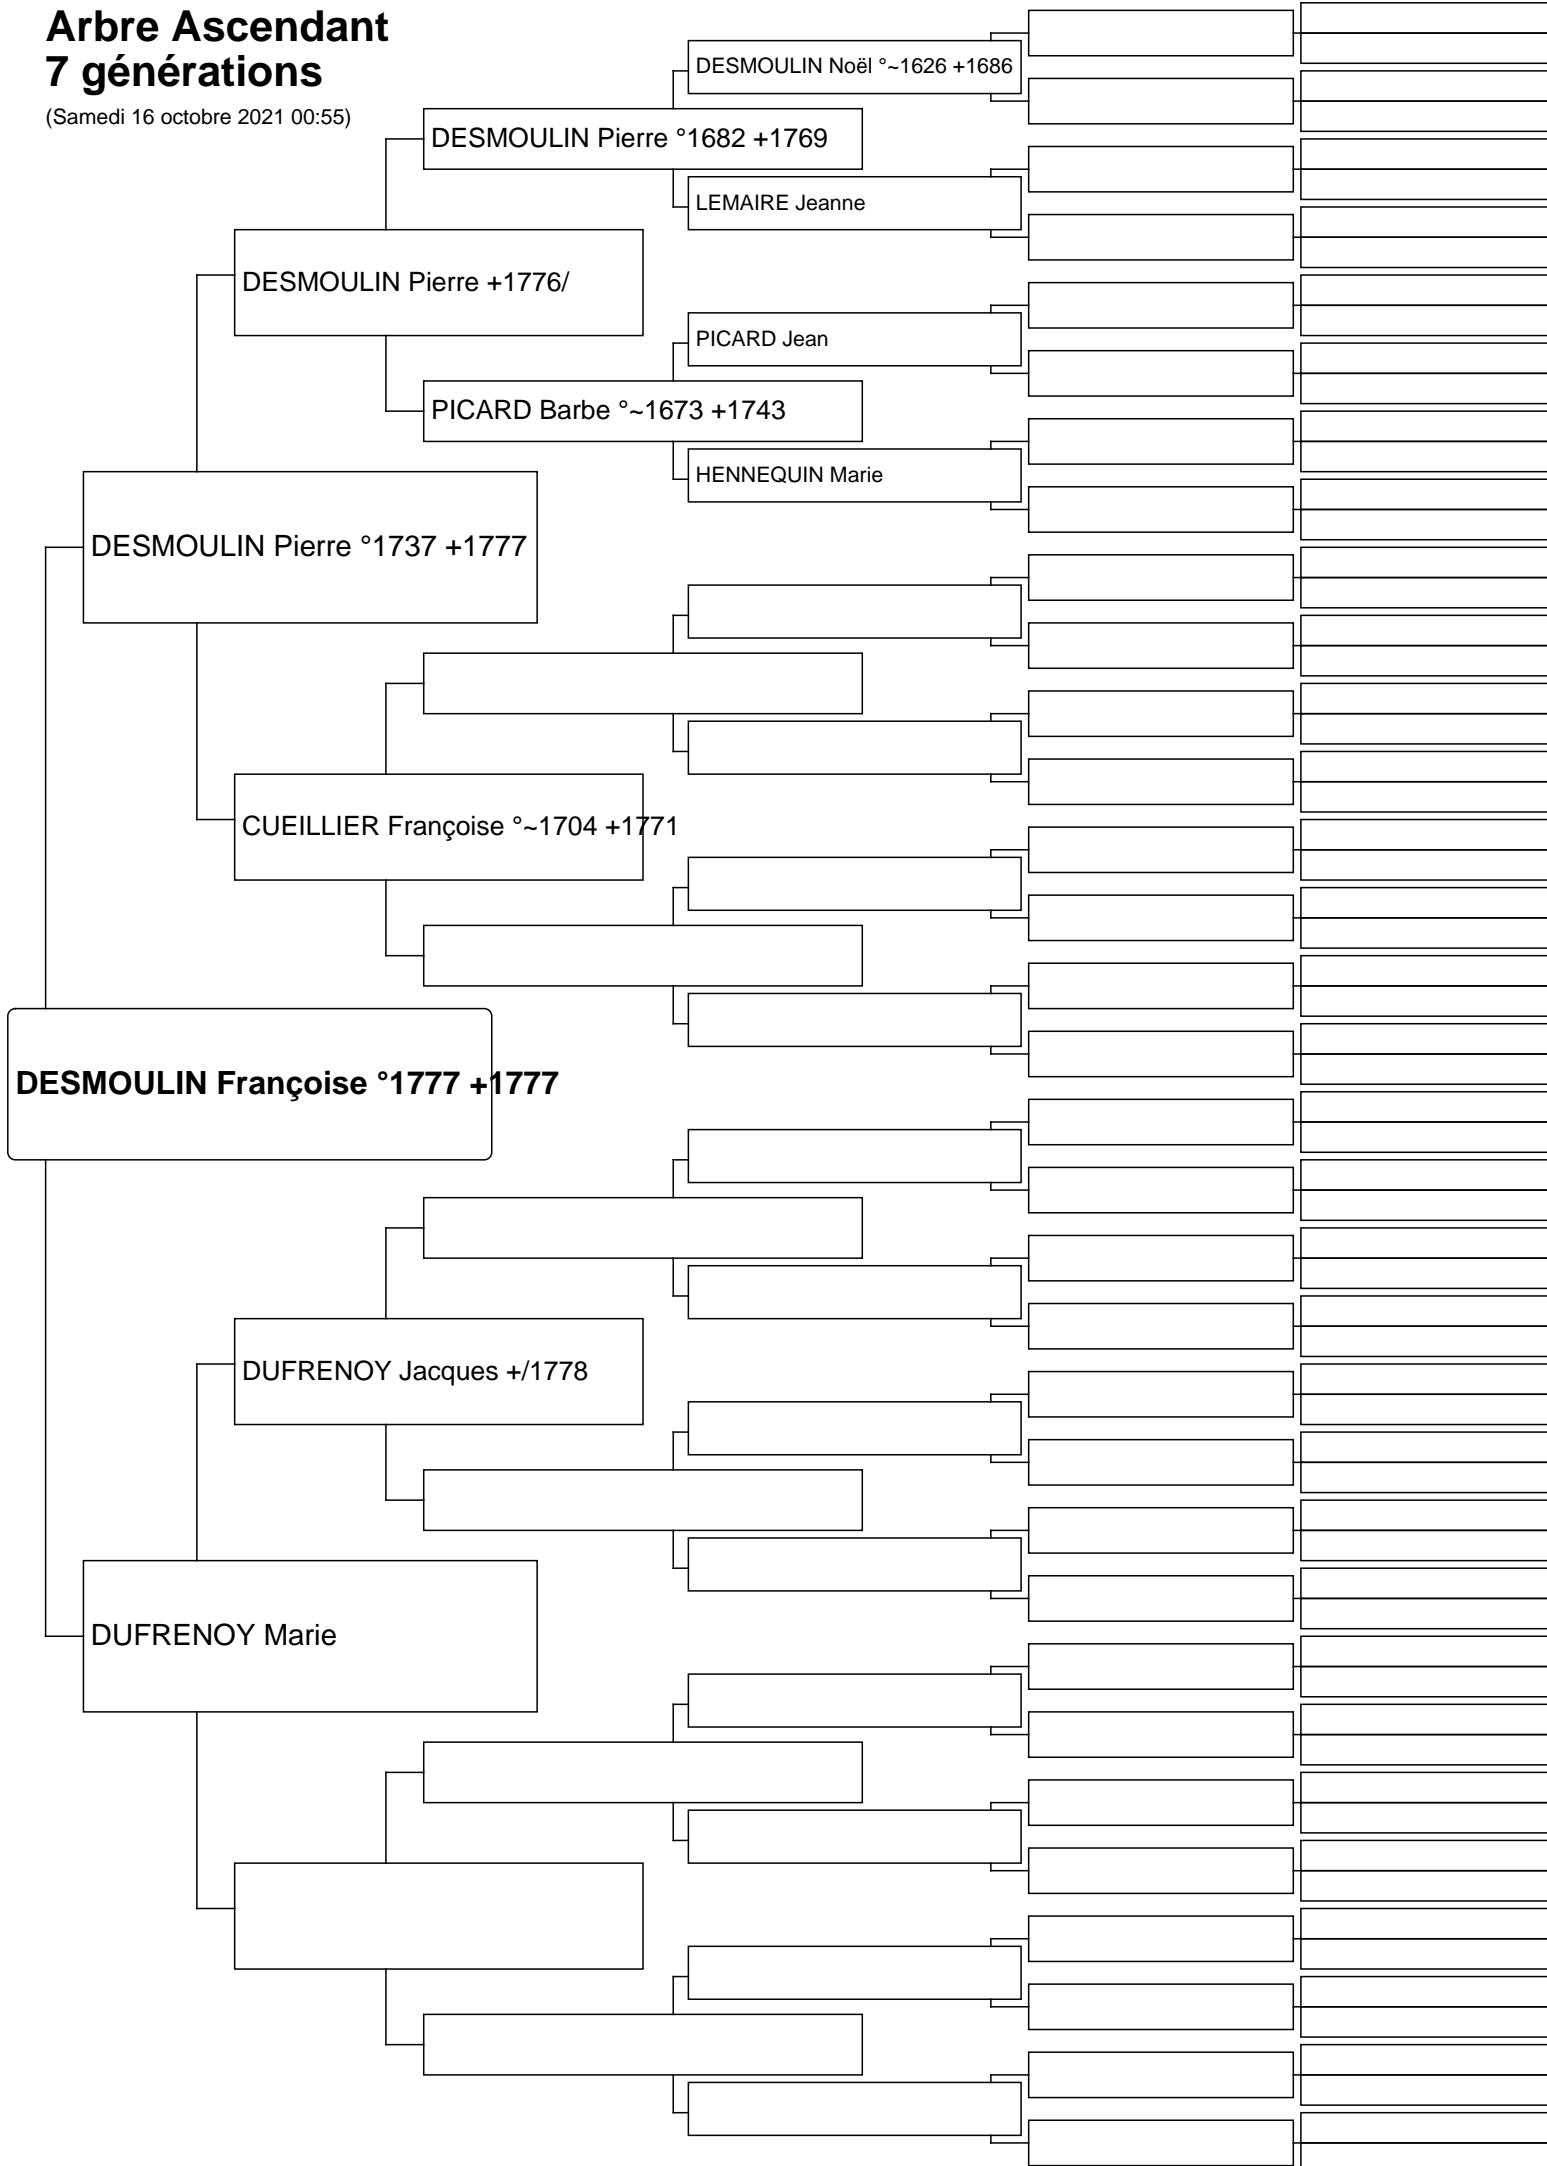 Arbre Ascendant
7 générations
(Samedi 16 octobre 2021 00:55)
DESMOULIN Noël °~1626 +1686
DESMOULIN Pierre °1682 +1769
LEMAIRE Jeanne
DESMOULIN Pierre +1776/
PICARD Jean
PICARD Barbe °~1673 +1743
HENNEQUIN Marie
DESMOULIN Pierre °1737 +1777
CUEILLIER Françoise °~1704 +1771
DESMOULIN Françoise °1777 +1777
DUFRENOY Jacques +/1778
DUFRENOY Marie